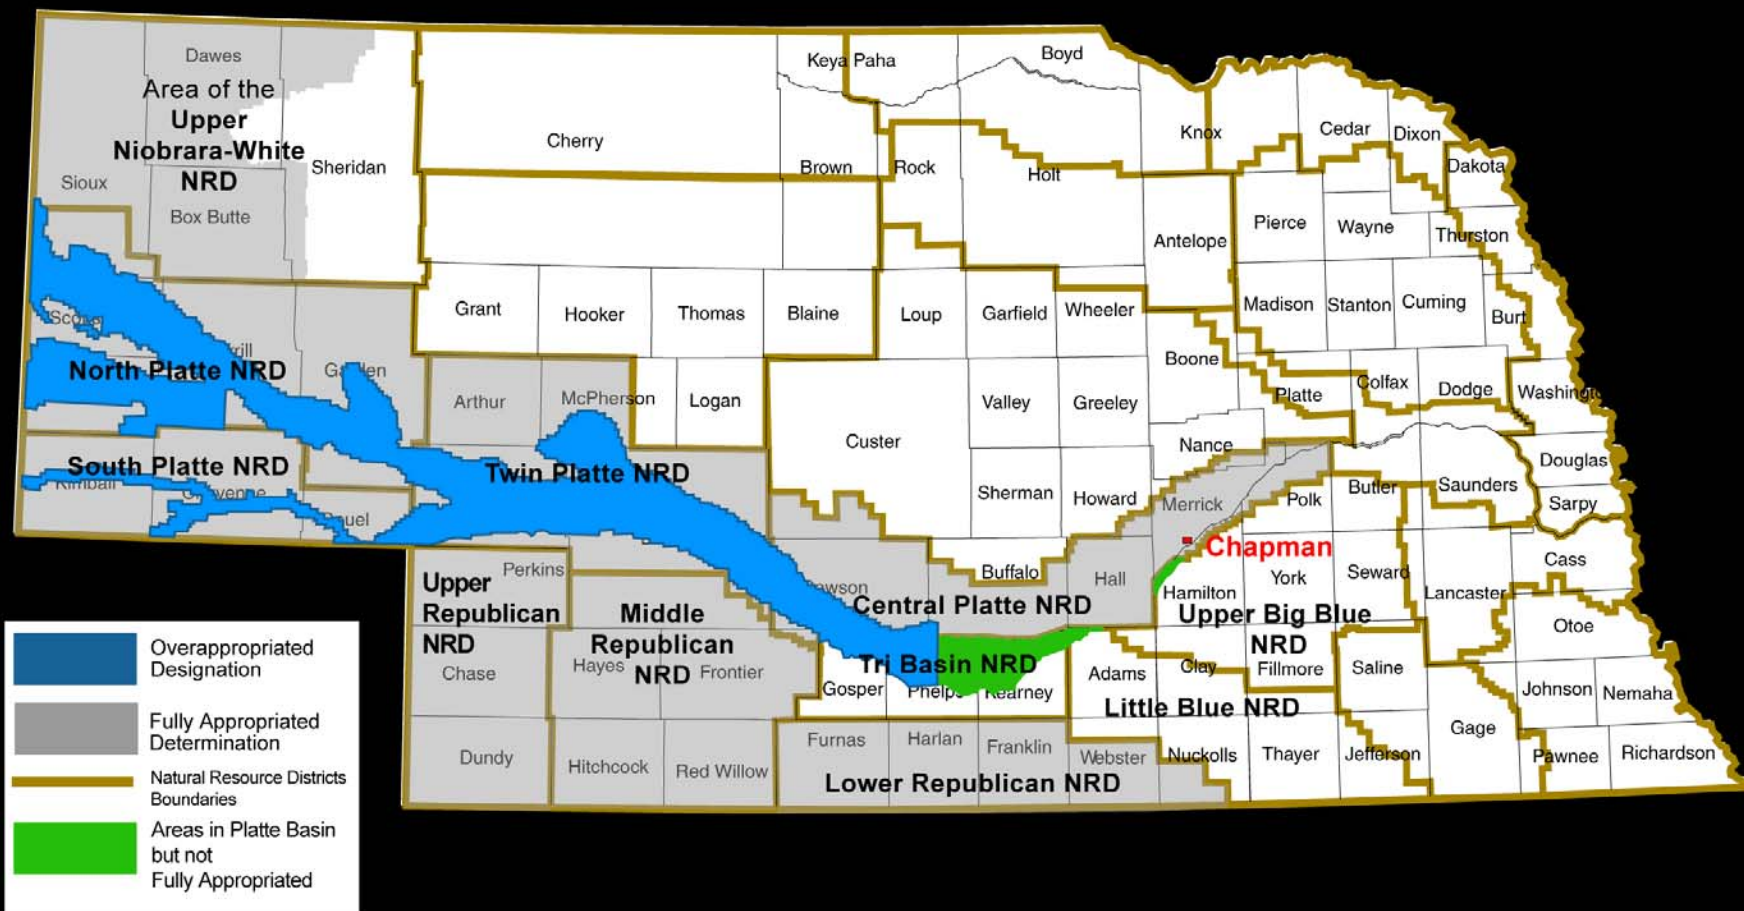 Dawes
Keya Paha
Boyd
Area of the
Upper
Niobrara-White
NRD
Sheridan
Cherry
Brown
Rock
Holt
Knox
Cedar
Dixon
Dakota
Sioux
Box Butte
Antelope
Pierce
Wayne
Thurston
Grant
Hooker
Thomas
Blaine
Loup
Garfield
Wheeler
Madison
Stanton
Cuming
Burt
Boone
North Platte NRD
Arthur
McPherson
Logan
Valley
Greeley
Platte
Colfax
Dodge
Custer
Nance
Douglas
South Platte NRD
Twin Platte NRD
Sherman
Howard
Merrick
Polk
Butler
Saunders
Sarpy
Chapman
Cass
Perkins
Buffalo
Hall
Hamilton
York
Seward
Lancaster
Upper
Republican
NRD
Middle
Republican
NRD
Central Platte NRD
Upper Big Blue
NRD
Otoe
Chase
Hayes
Frontier
Tri Basin NRD
Gosper
Phelps
Kearney
Adams
Clay
Fillmore
Saline
Johnson
Nemaha
Little Blue NRD
Dundy
Hitchcock
Red Willow
Furnas
Harlan
Franklin
Webster
Nuckolls
Thayer
Jefferson
Gage
Pawnee
Richardson
Lower Republican NRD
Overappropriated
Designation
Fully Appropriated
Determination
Natural Resource Districts
Boundaries
Areas in Platte Basin
but not
Fully Appropriated